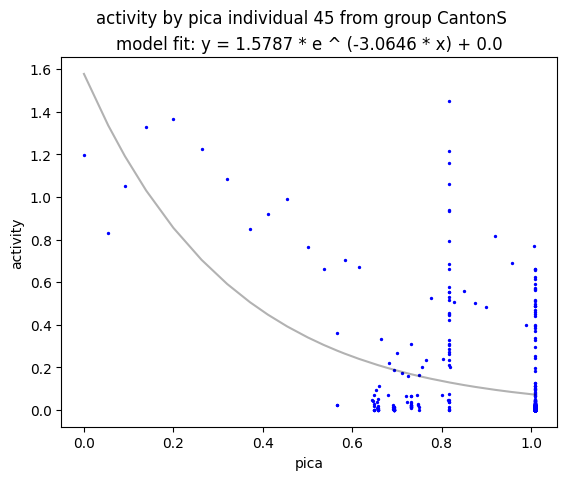 activity by pica individual 45 from group CantonS
model fit: y = 1.5787 * e ^ (-3.0646 * x) + 0.0
1.6
1.4
1.2
1.0
0.8
0.6
0.4
0.2
0.0
activity
0.0 0.2 0.4 0.6 0.8 1.0
pica